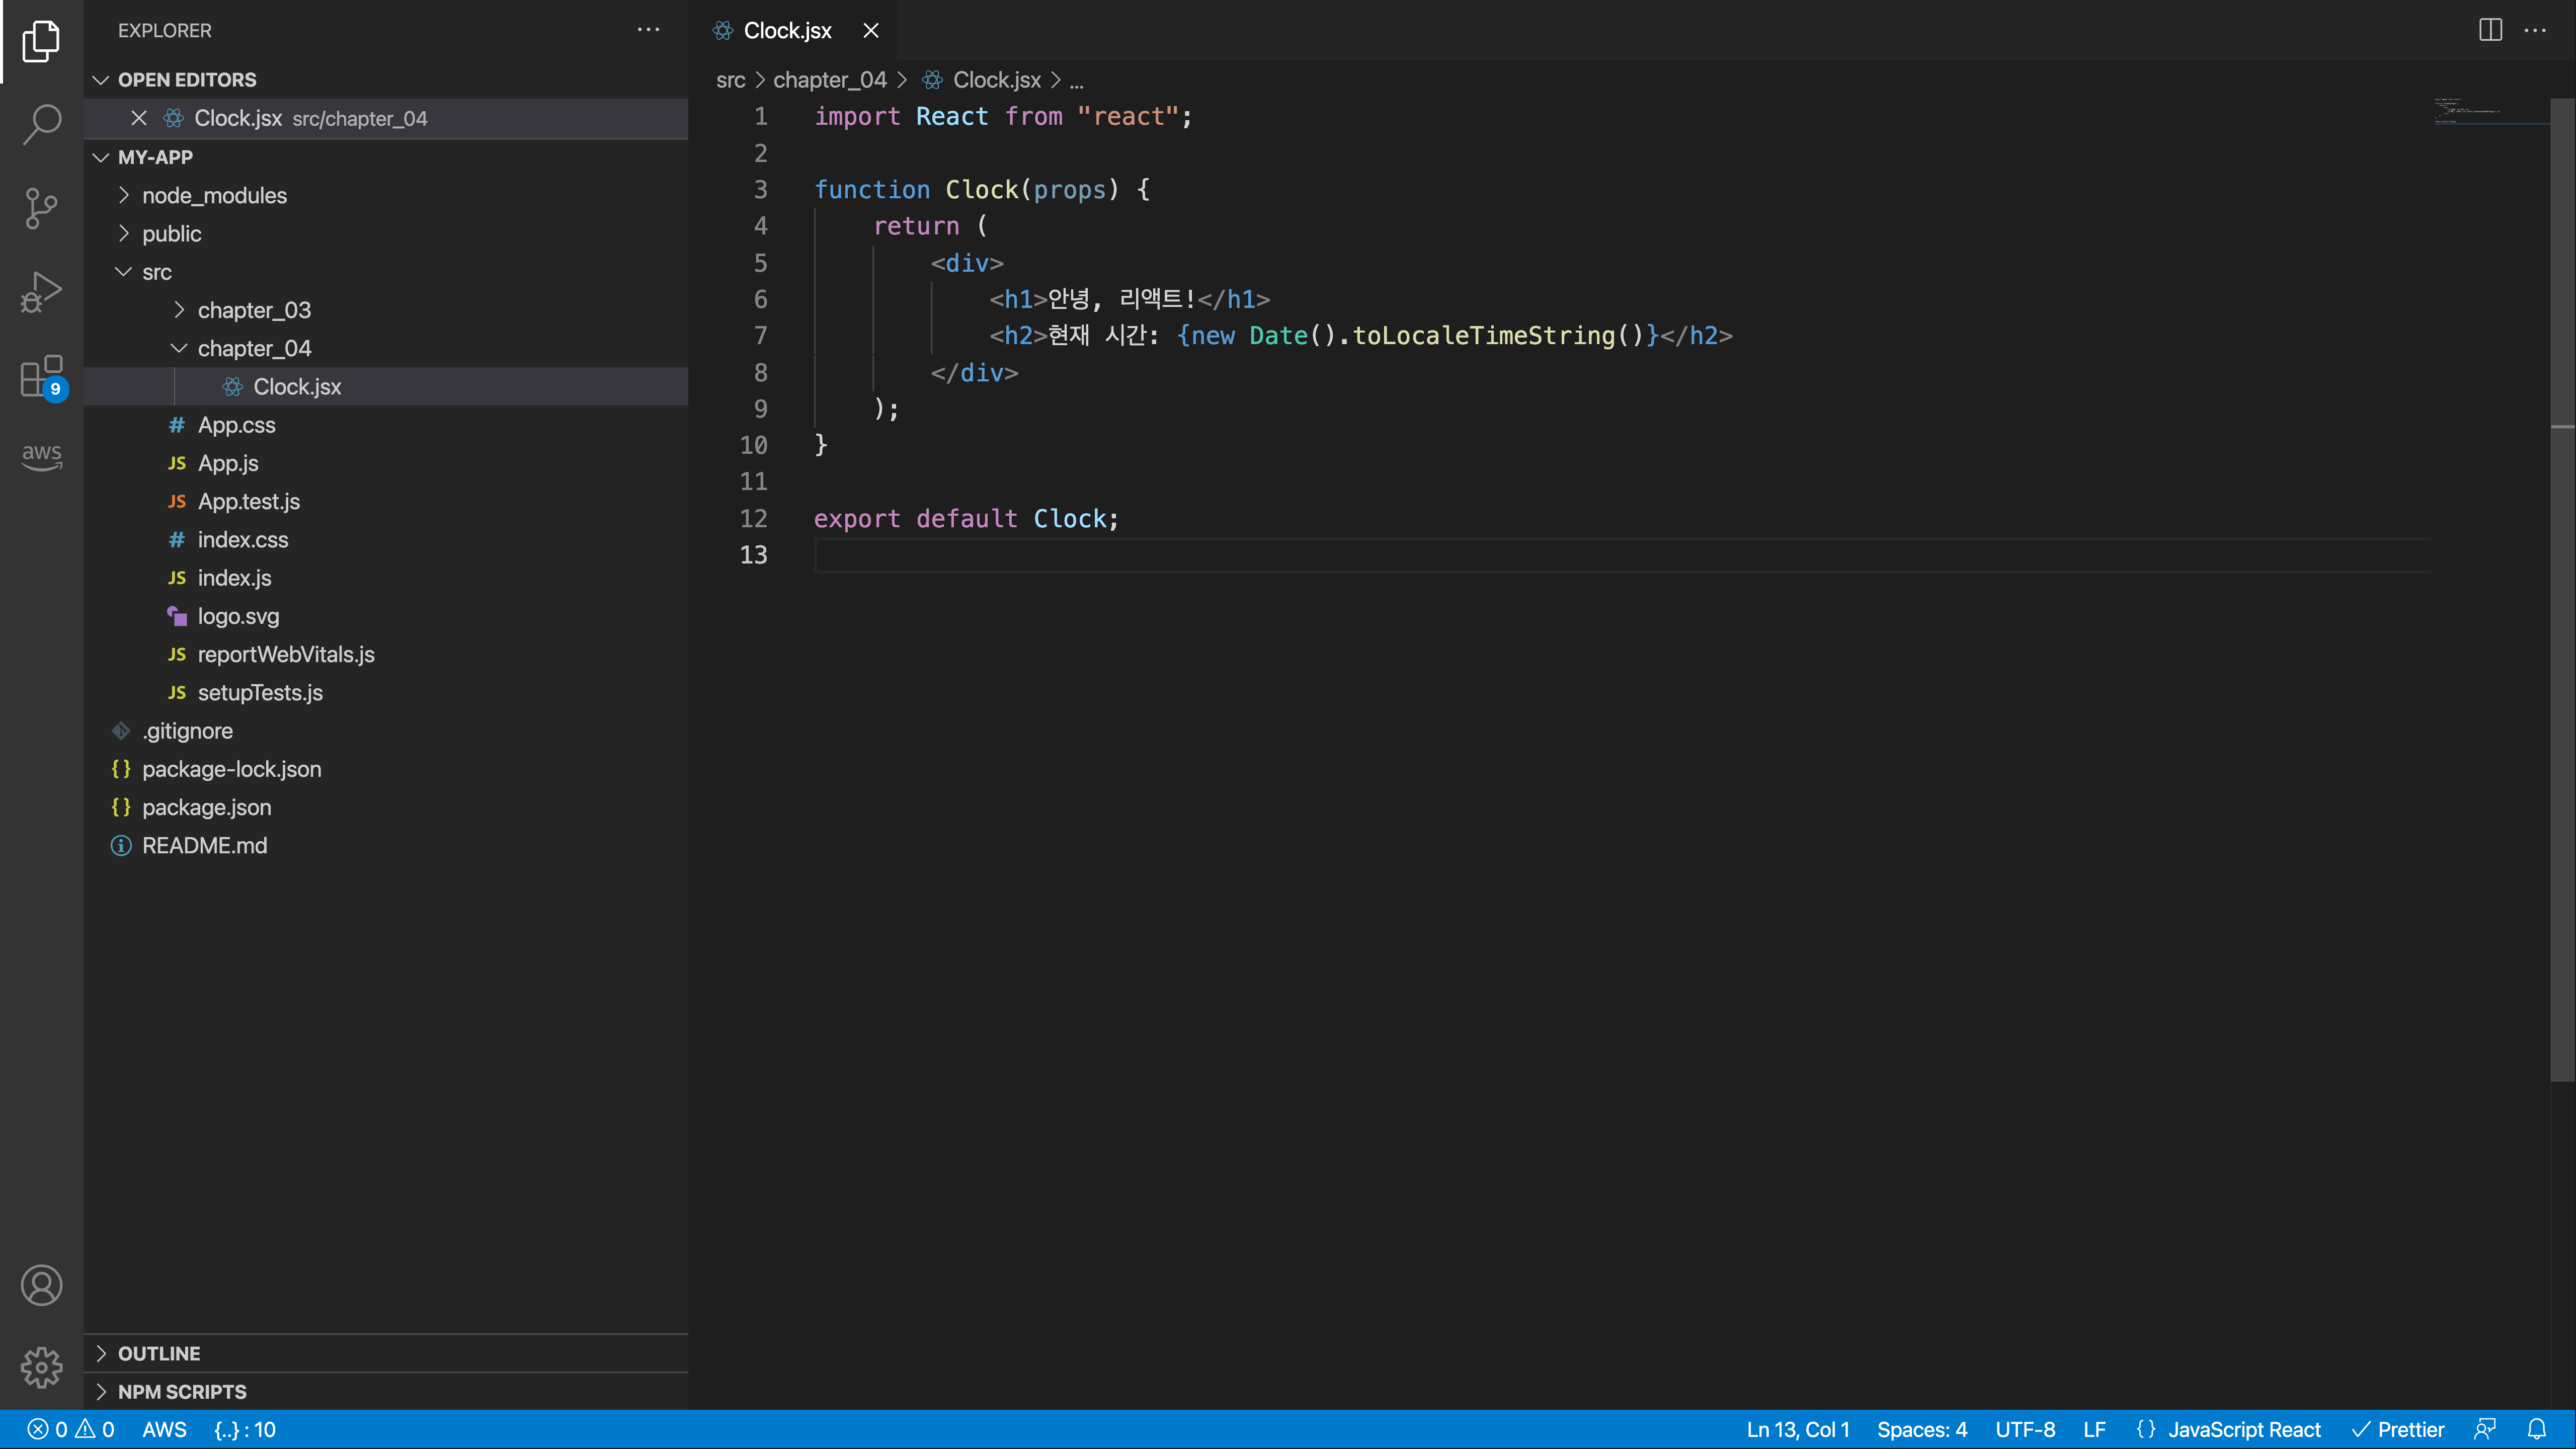 EXPLORER
OPEN EDITORS
Clock.jsx src/chapter_04
MY-APP
node_modules
public
src
chapter_03
chapter_04
Clock.jsx
# App.css
JS App.js
JS App.test.js
# index.css
JS index.js
logo.svg
JS reportWebVitals.js
JS setupTests.js
.gitignore
{} package-lock.json
{} package.json
README.md
OUTLINE
NPM SCRIPTS
9
aws
Clock.jsx
src > chapter_04 > Clock.jsx > ...
1 import React from "react";
2
3 function Clock(props) {
4 return (
5 <div>
6 <h1>안녕, 리액트!</h1>
7 <h2>현재 시간: {new Date().toLocaleTimeString()}</h2>
8 </div>
9 );
10 }
11
12 export default Clock;
13
0 0 AWS {..} : 10 Ln 13, Col 1 Spaces: 4 UTF-8 LF {} JavaScript React Prettier